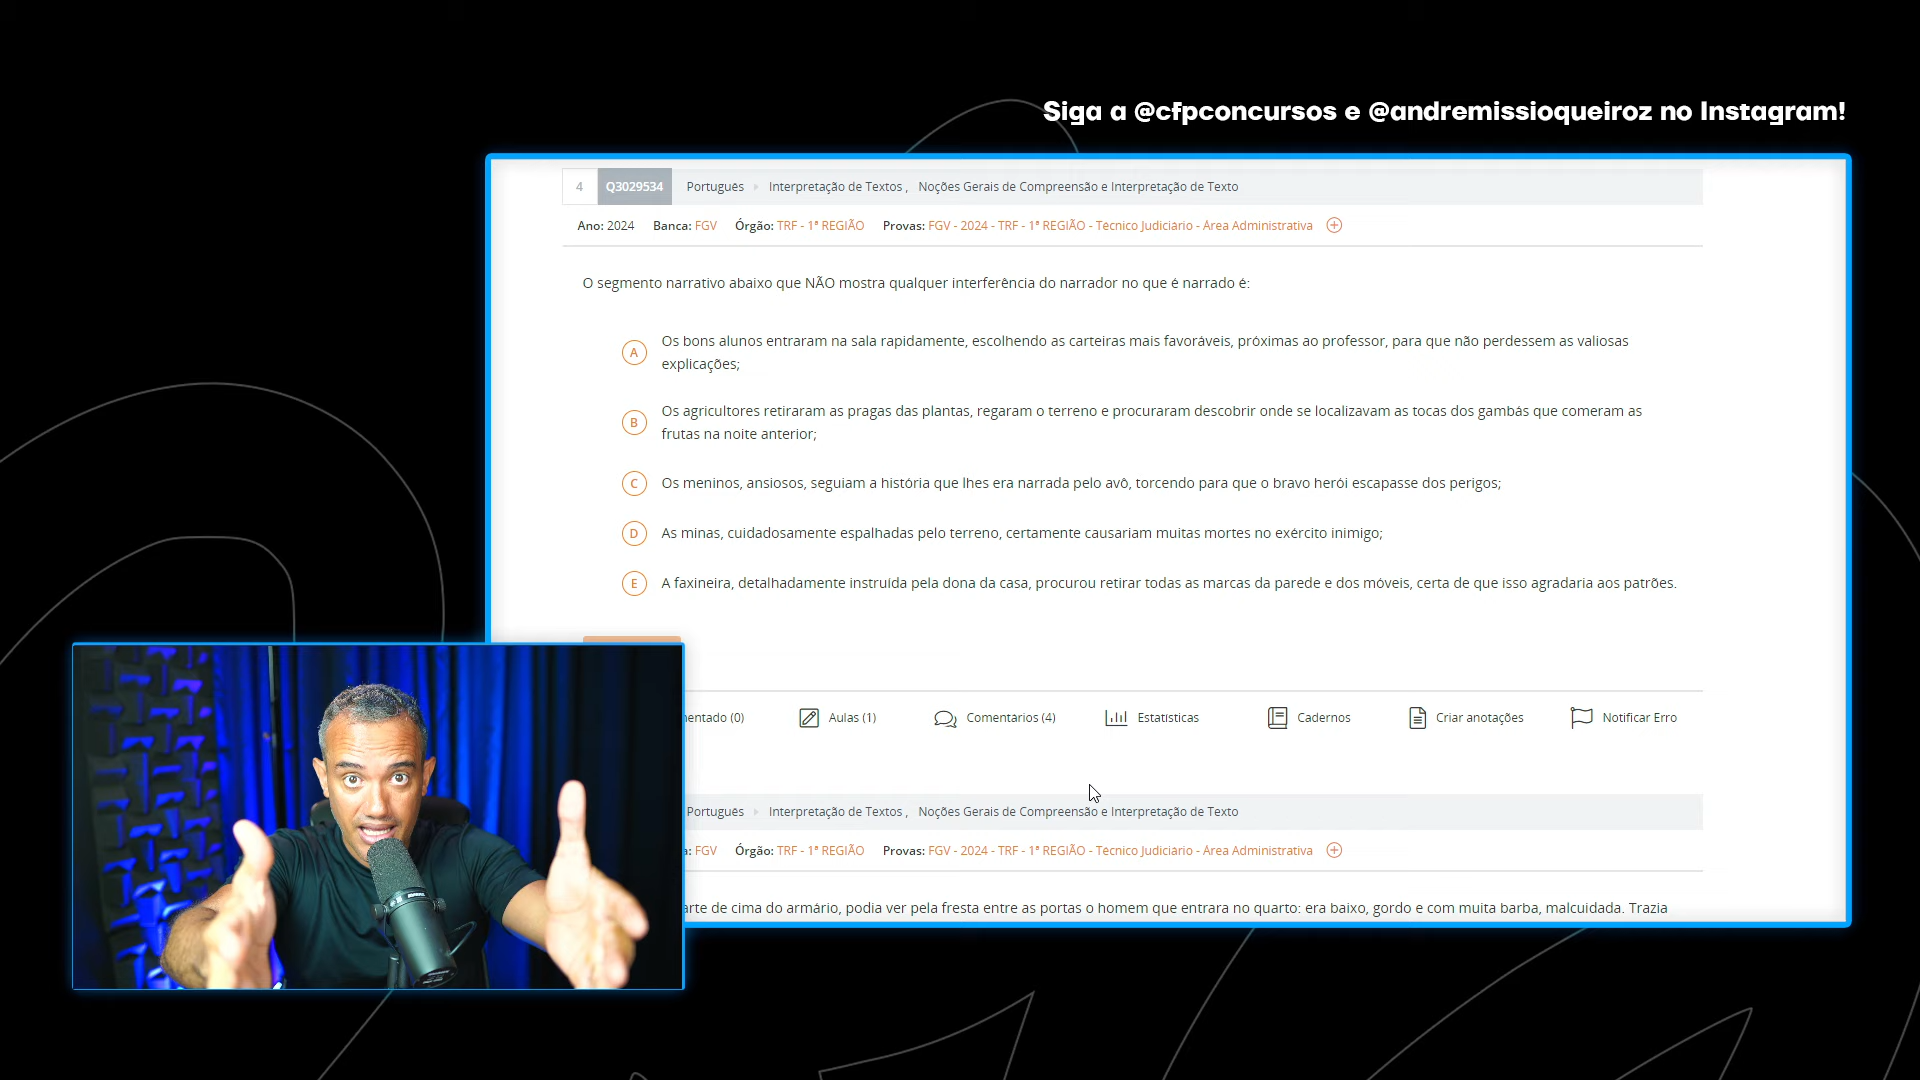 Siga a @cfpconcursos e @andremissioqueiroz no Instagram!
4 Q3029534 Português Interpretação de Textos , Noções Gerais de Compreensão e Interpretação de Texto
Ano: 2024 Banca: FGV Órgão: TRF - 1ª REGIÃO Provas: FGV - 2024 - TRF - 1ª REGIÃO - Técnico Judiciário - Área Administrativa
O segmento narrativo abaixo que NÃO mostra qualquer interferência do narrador no que é narrado é:
A Os bons alunos entraram na sala rapidamente, escolhendo as carteiras mais favoráveis, próximas ao professor, para que não perdessem as valiosas
explicações;
B Os agricultores retiraram as pragas das plantas, regaram o terreno e procuraram descobrir onde se localizavam as tocas dos gambás que comeram as
frutas na noite anterior;
C Os meninos, ansiosos, seguiam a história que lhes era narrada pelo avô, torcendo para que o bravo herói escapasse dos perigos;
D As minas, cuidadosamente espalhadas pelo terreno, certamente causariam muitas mortes no exército inimigo;
E A faxineira, detalhadamente instruída pela dona da casa, procurou retirar todas as marcas da parede e dos móveis, certa de que isso agradaria aos patrões.
entado (0) Aulas (1) Comentários (4) Estatísticas Cadernos Criar anotações Notificar Erro
Português Interpretação de Textos , Noções Gerais de Compreensão e Interpretação de Texto
a: FGV Órgão: TRF - 1ª REGIÃO Provas: FGV - 2024 - TRF - 1ª REGIÃO - Técnico Judiciário - Área Administrativa
arte de cima do armário, podia ver pela fresta entre as portas o homem que entrara no quarto: era baixo, gordo e com muita barba, malcuidada. Trazia